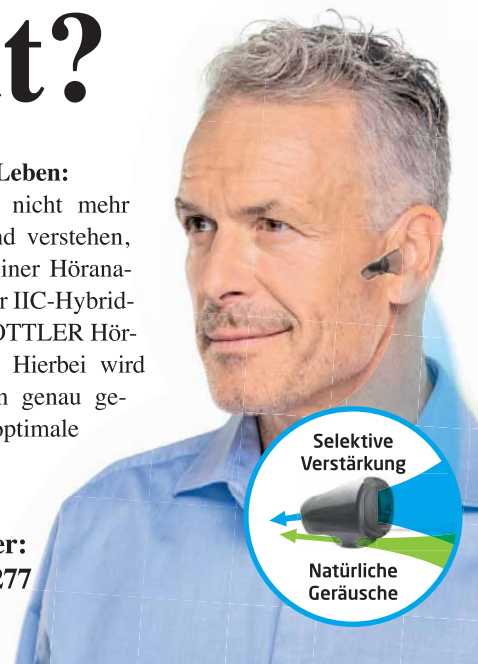 t?
Leben:
nicht mehr
nd verstehen,
iner Hörana-
r IIC-Hybrid-
OTTLER Hör-
Hierbei wird
n genau ge-
optimale
er:
277
Selektive
Verstärkung
Natürliche
Geräusche